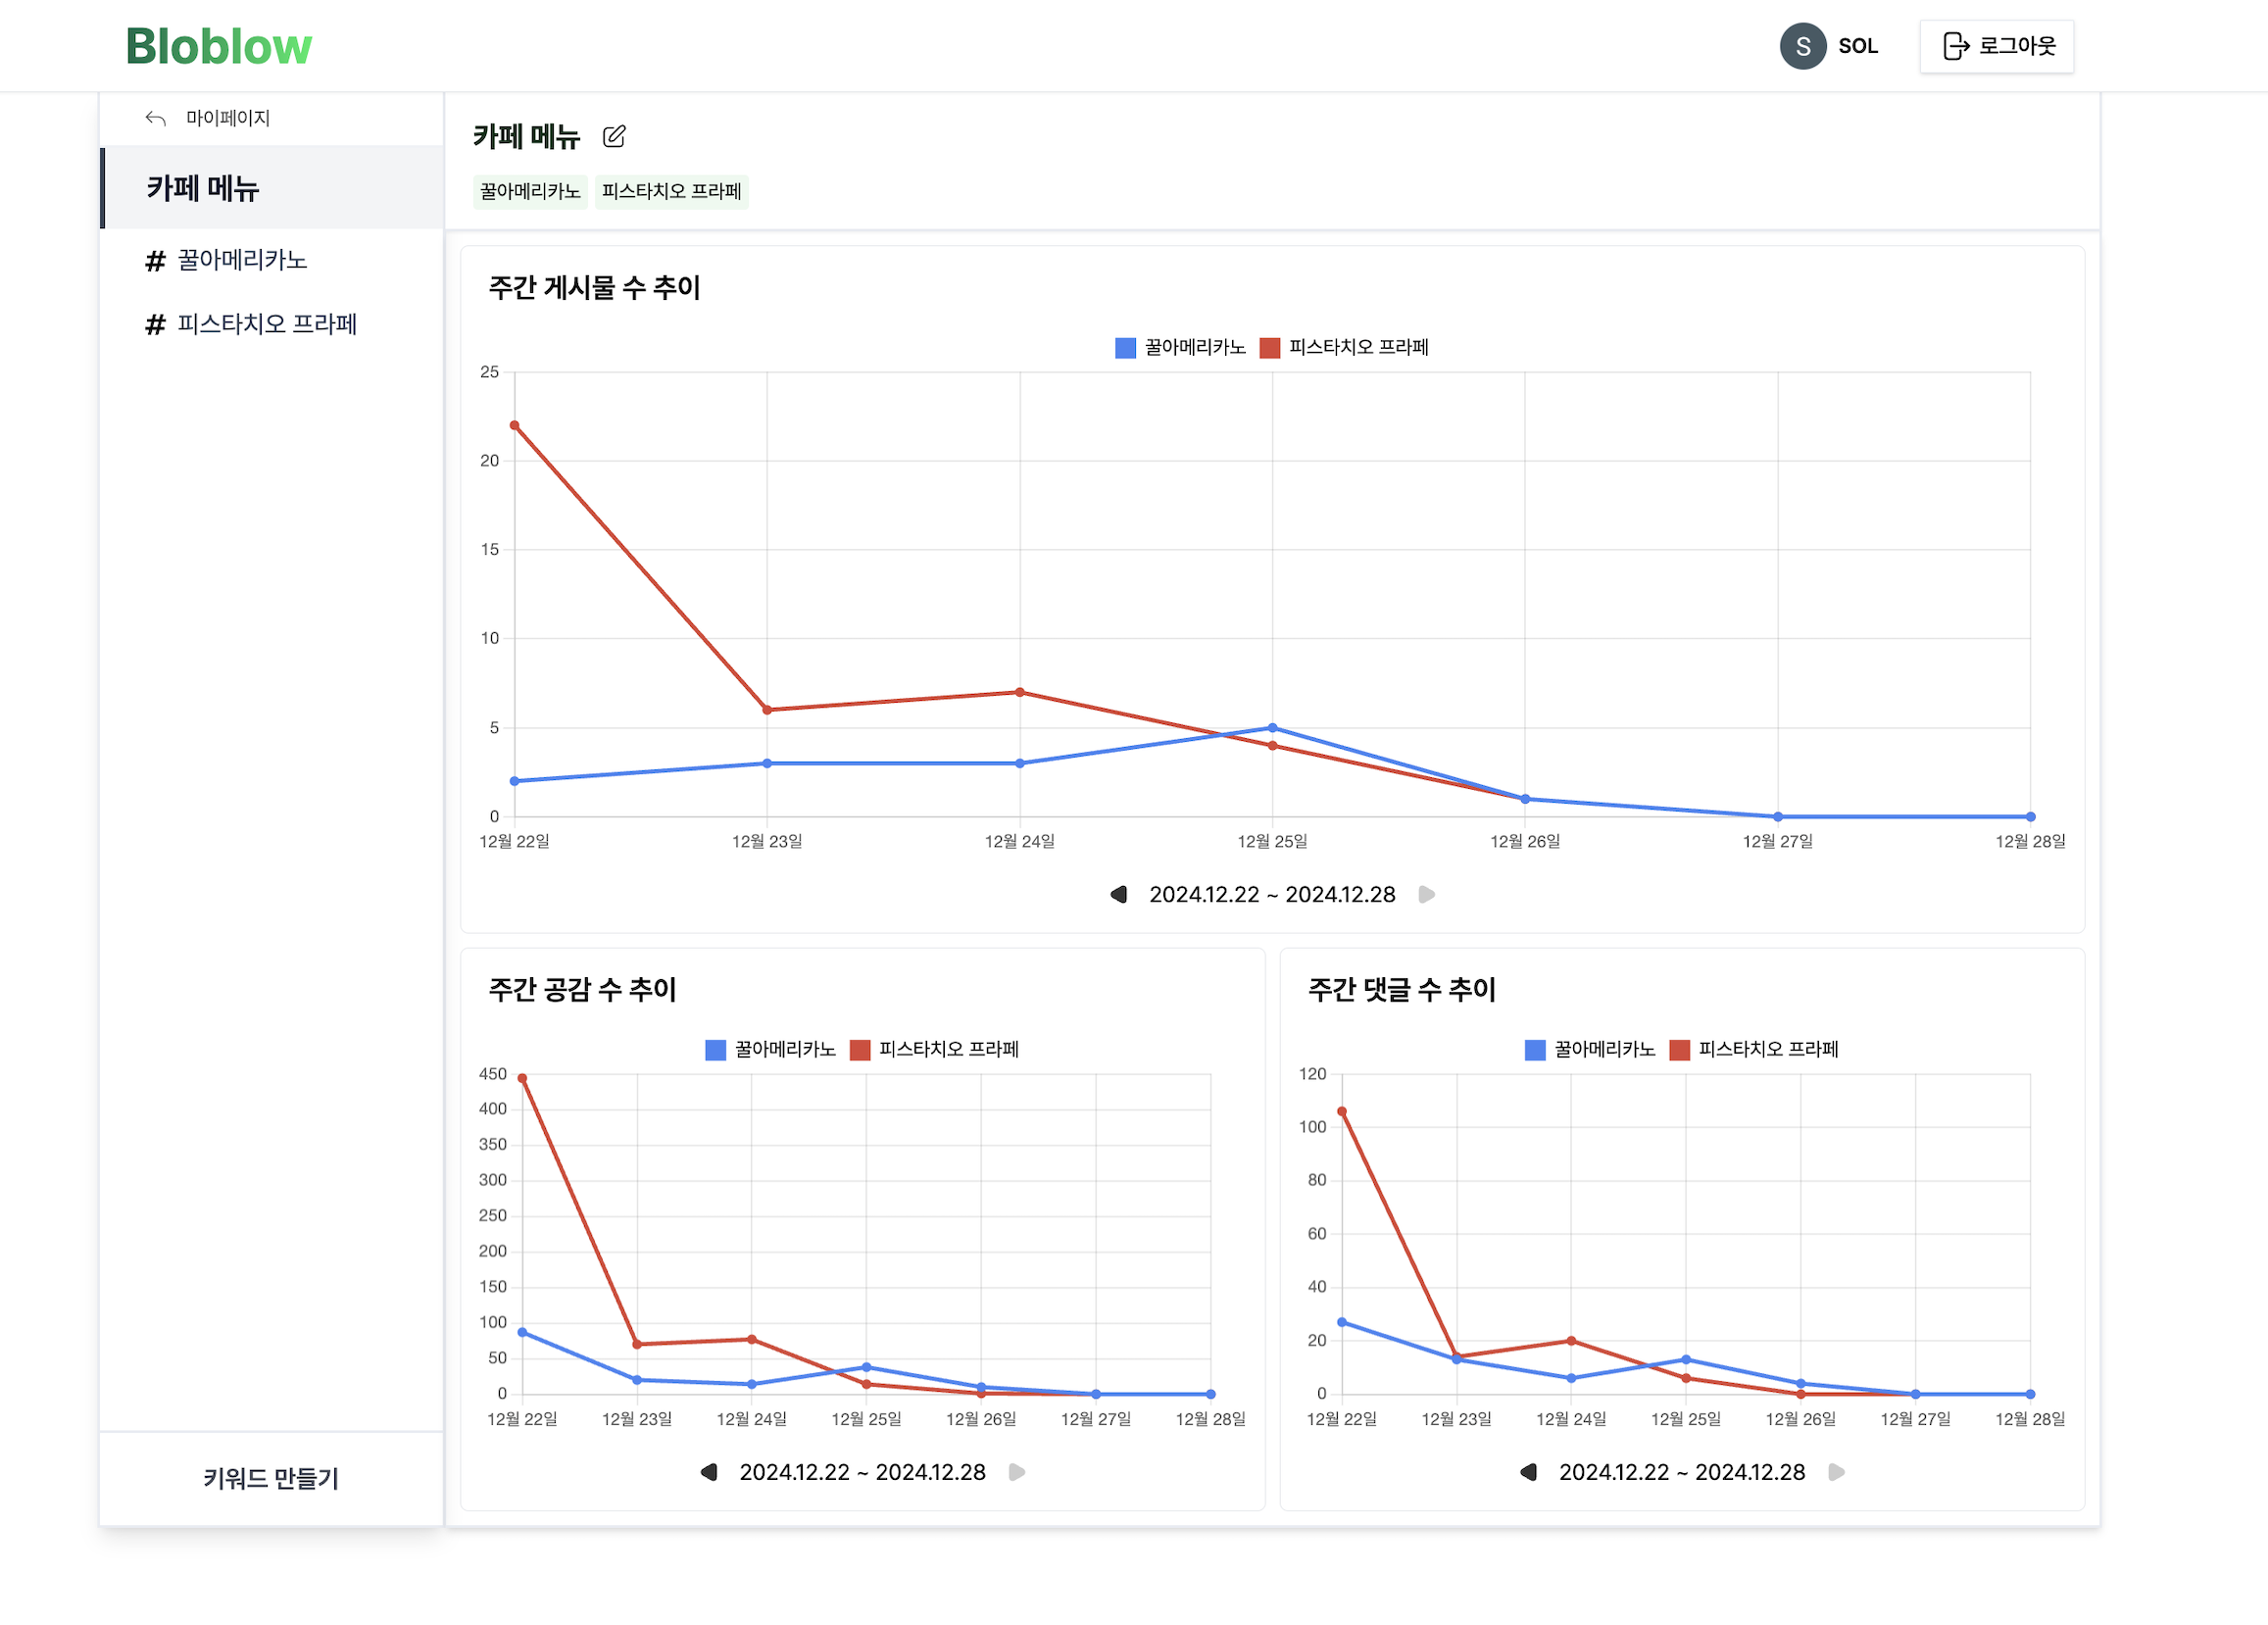 Bloblow
S SOL 로그아웃
마이페이지
카페 메뉴
# 꿀아메리카노
# 피스타치오 프라페
키워드 만들기
카페 메뉴
꿀아메리카노 피스타치오 프라페
주간 게시물 수 추이
꿀아메리카노 피스타치오 프라페
25
20
15
10
5
0
12월 22일 12월 23일 12월 24일 12월 25일 12월 26일 12월 27일 12월 28일
2024.12.22 ~ 2024.12.28
주간 공감 수 추이
꿀아메리카노 피스타치오 프라페
450
400
350
300
250
200
150
100
50
0
12월 22일 12월 23일 12월 24일 12월 25일 12월 26일 12월 27일 12월 28일
2024.12.22 ~ 2024.12.28
주간 댓글 수 추이
꿀아메리카노 피스타치오 프라페
120
100
80
60
40
20
0
12월 22일 12월 23일 12월 24일 12월 25일 12월 26일 12월 27일 12월 28일
2024.12.22 ~ 2024.12.28